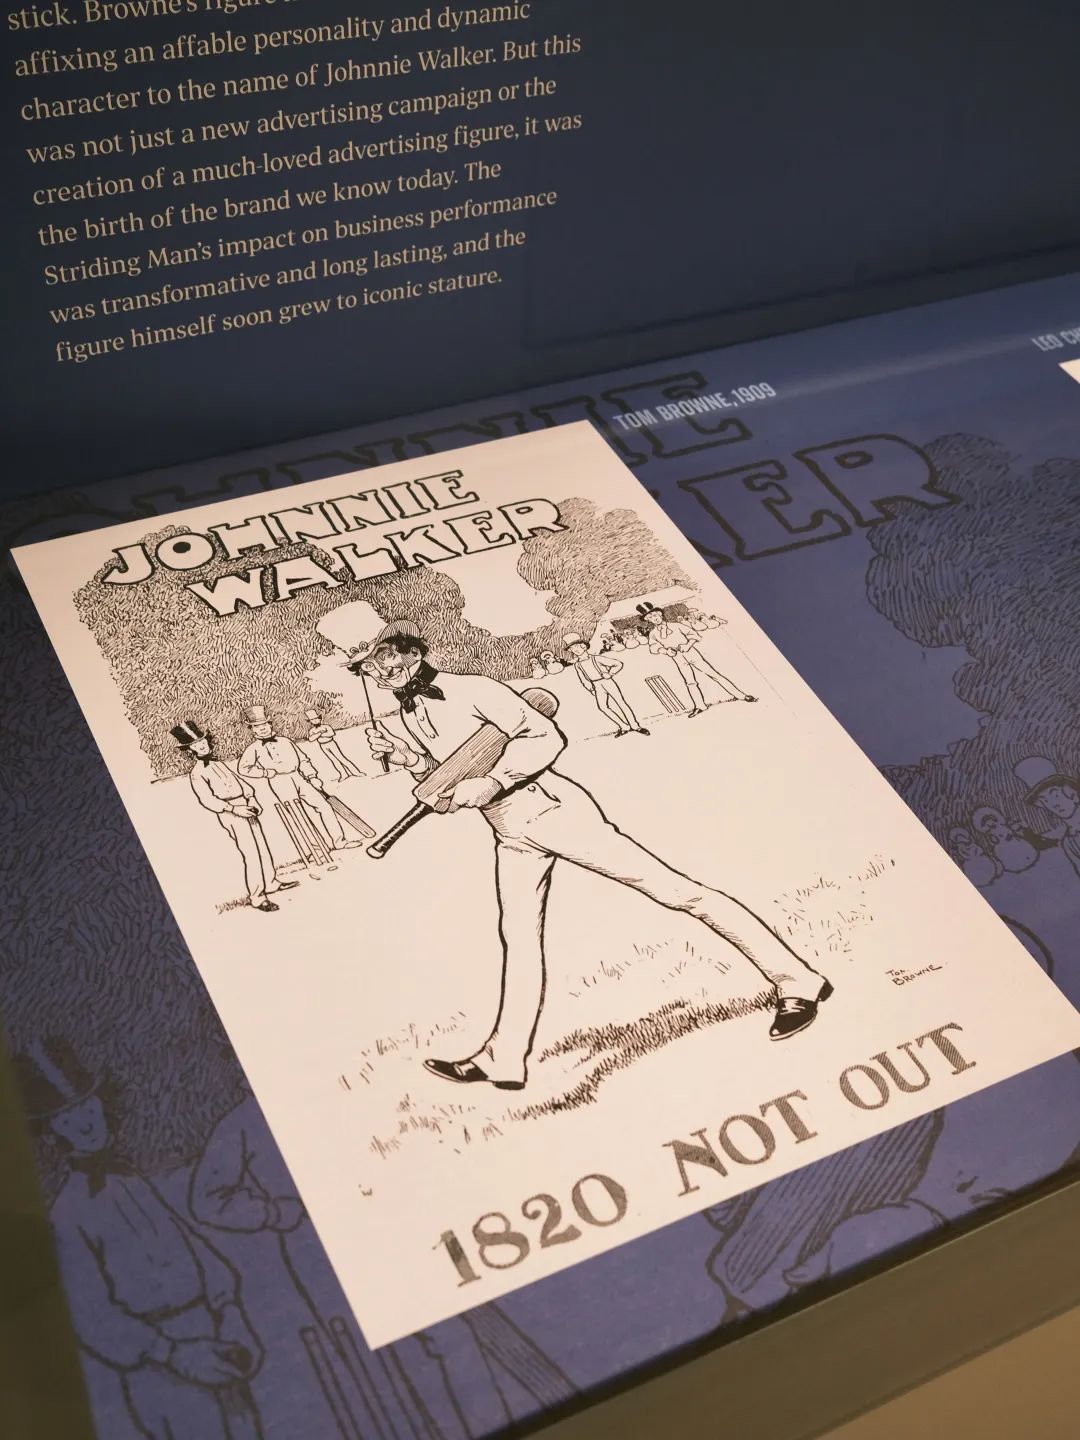 stick. Browne's figure
affixing an affable personality and dynamic
character to the name of Johnnie Walker. But this
was not just a new advertising campaign or the
creation of a much-loved advertising figure, it was
the birth of the brand we know today. The
Striding Man's impact on business performance
was transformative and long lasting, and the
figure himself soon grew to iconic stature.
TOM BROWNE, 1909
LEO
JOHNNIE
WALKER
JOHNNIE
WALKER
TOM
BROWNE
1820 NOT OUT